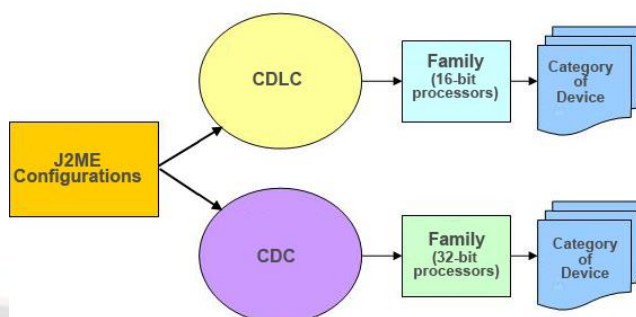 CDLC
Family
(16-bit
processors)
Category
of
Device
J2ME
Configurations
CDC
Family
(32-bit
processors)
Category
of
Device